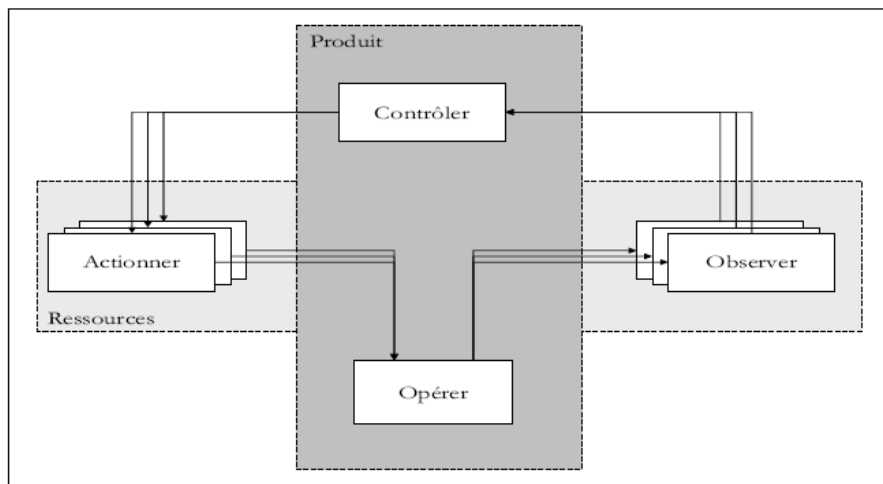 Produit
Contrôler
Actionner
Observer
Ressources
Opérer